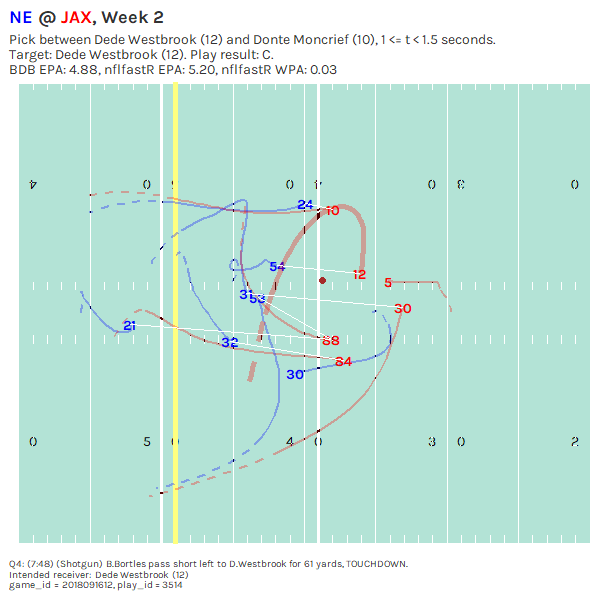 NE @ JAX, Week 2
Pick between Dede Westbrook (12) and Donte Moncrief (10), 1 <= t < 1.5 seconds.
Target: Dede Westbrook (12). Play result: C.
BDB EPA: 4.88, nflfastR EPA: 5.20, nflfastR WPA: 0.03
4 0 5 0 4 0 3 0
24 10
54 12
5
31 53 30
21 88
32 84
30
0 5 0 4 0 3 0 2
Q4: (7:48) (Shotgun) B.Bortles pass short left to D.Westbrook for 61 yards, TOUCHDOWN.
Intended receiver: Dede Westbrook (12)
game_id = 2018091612, play_id = 3514